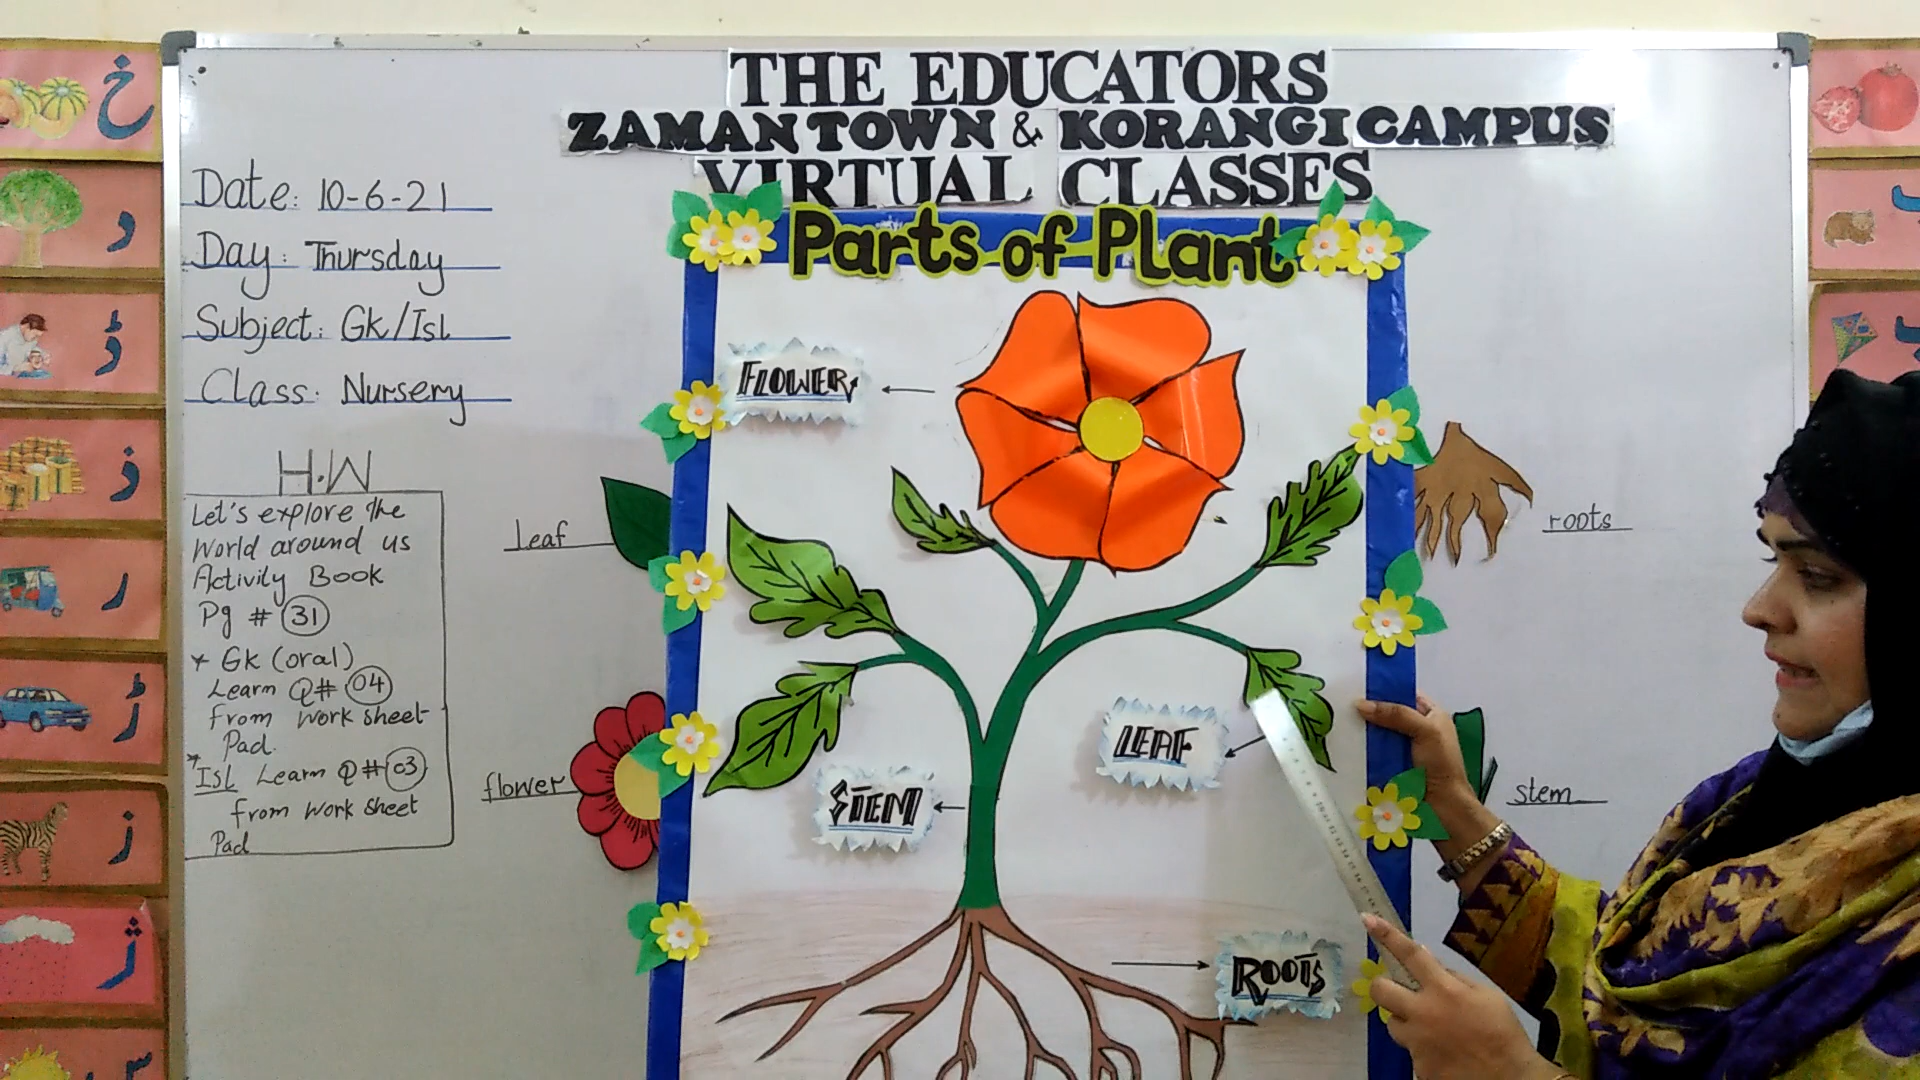 THE EDUCATORS
ZAMAN TOWN & KORANGI CAMPUS
VIRTUAL CLASSES
Date: 10-6-21
Day: Thursday
Subject: Gk/Isl
Class: Nursery
H.W
Let's explore the
World around us
Activity Book
Pg # 31
* Gk (oral)
Learn Q# 04
from work sheet
Pad.
* Isl Learn Q# 03
from work sheet
Pad
Parts of Plant
FLOWER
LEAF
STEM
ROOTS
leaf
flower
roots
stem
خ
د
ڈ
ذ
ر
ڑ
ز
ژ